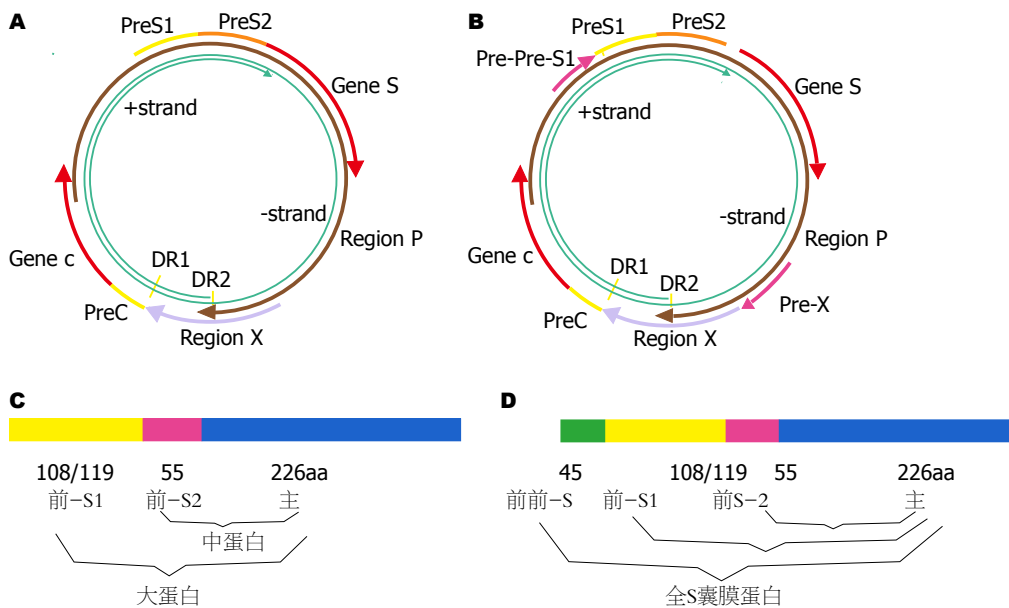 A
PreS1
PreS2
Gene S
+strand
-strand
Region P
Gene c
DR1
DR2
PreC
Region X
B
PreS1
PreS2
Pre-Pre-S1
Gene S
+strand
-strand
Region P
Gene c
DR1
DR2
Pre-X
PreC
Region X
C
108/119 55 226aa
前-S1 前-S2 主
中蛋白
大蛋白
D
45 108/119 55 226aa
前前-S 前-S1 前S-2 主
全S囊膜蛋白